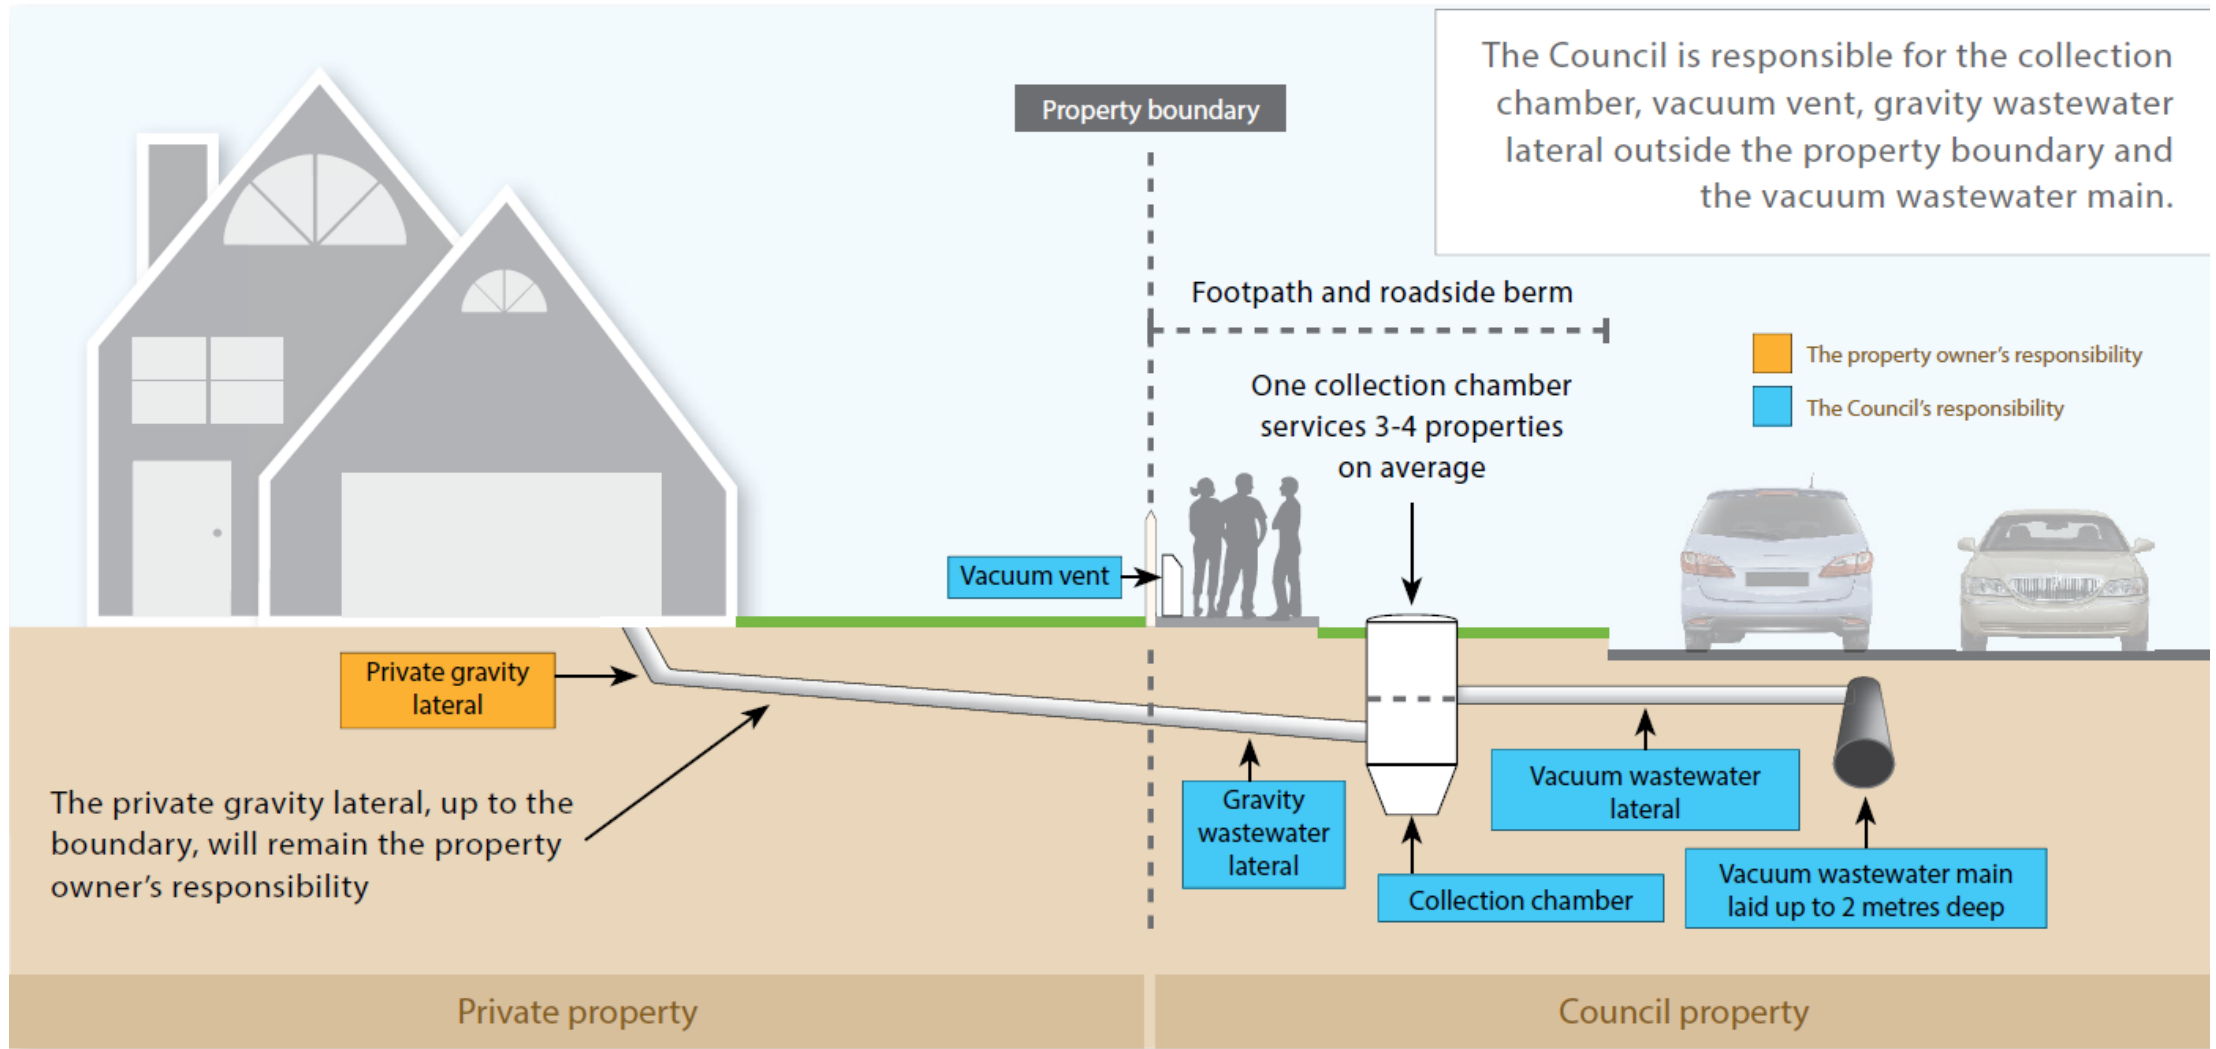 The Council is responsible for the collection
chamber, vacuum vent, gravity wastewater
lateral outside the property boundary and
the vacuum wastewater main.
Property boundary
Footpath and roadside berm
The property owner’s responsibility
The Council’s responsibility
One collection chamber
services 3-4 properties
on average
Vacuum vent
Private gravity
lateral
The private gravity lateral, up to the
boundary, will remain the property
owner’s responsibility
Gravity
wastewater
lateral
Vacuum wastewater
lateral
Collection chamber
Vacuum wastewater main
laid up to 2 metres deep
Private property
Council property